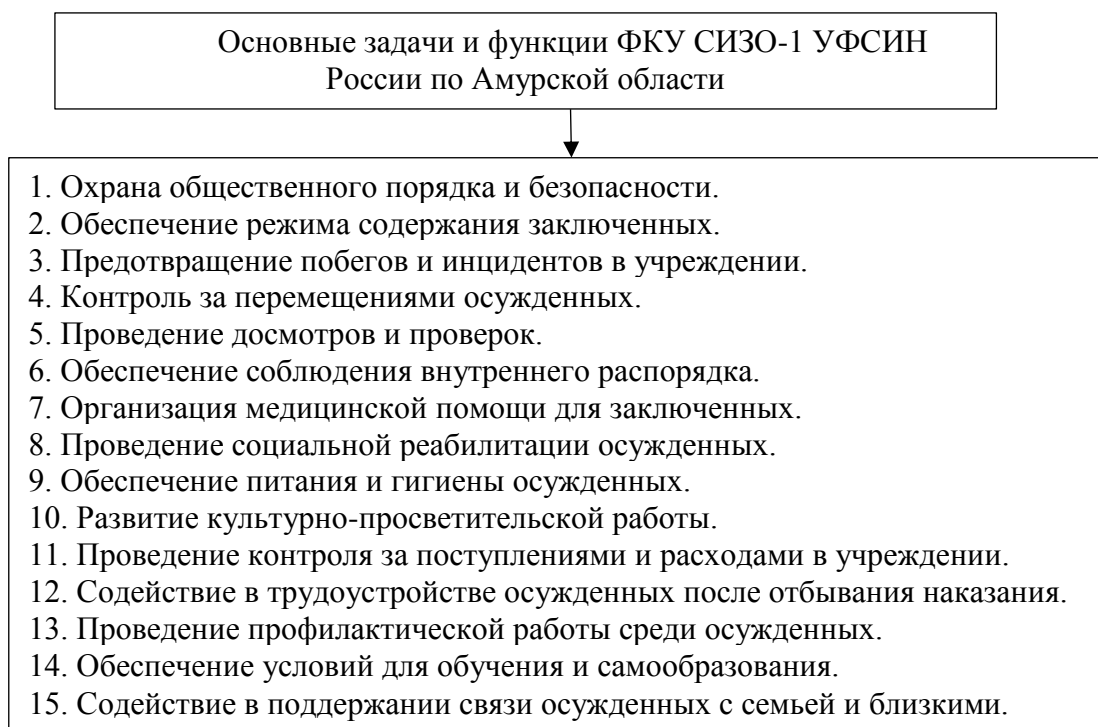 Основные задачи и функции ФКУ СИЗО-1 УФСИН
России по Амурской области
1. Охрана общественного порядка и безопасности.
2. Обеспечение режима содержания заключенных.
3. Предотвращение побегов и инцидентов в учреждении.
4. Контроль за перемещениями осужденных.
5. Проведение досмотров и проверок.
6. Обеспечение соблюдения внутреннего распорядка.
7. Организация медицинской помощи для заключенных.
8. Проведение социальной реабилитации осужденных.
9. Обеспечение питания и гигиены осужденных.
10. Развитие культурно-просветительской работы.
11. Проведение контроля за поступлениями и расходами в учреждении.
12. Содействие в трудоустройстве осужденных после отбывания наказания.
13. Проведение профилактической работы среди осужденных.
14. Обеспечение условий для обучения и самообразования.
15. Содействие в поддержании связи осужденных с семьей и близкими.